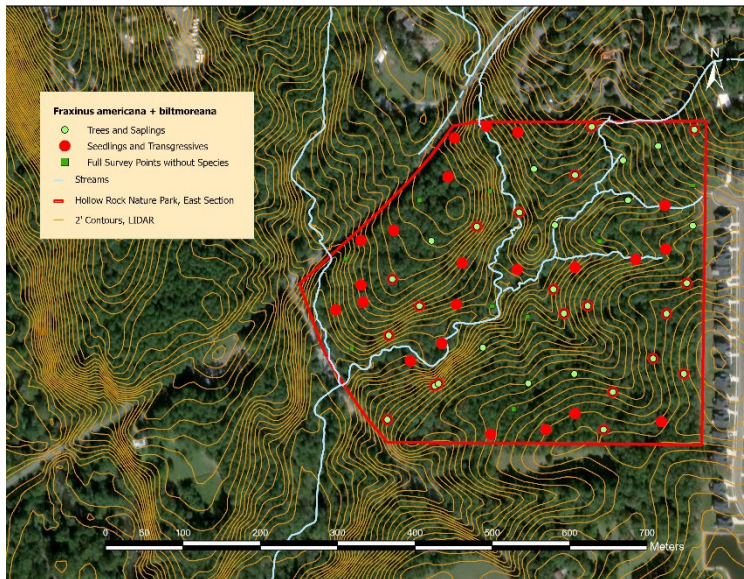 N
Fraxinus americana + biltmoreana
Trees and Saplings
Seedlings and Transgressives
Full Survey Points without Species
Streams
Hollow Rock Nature Park, East Section
2' Contours, LIDAR
0 50 100 200 300 400 500 600 700
Meters